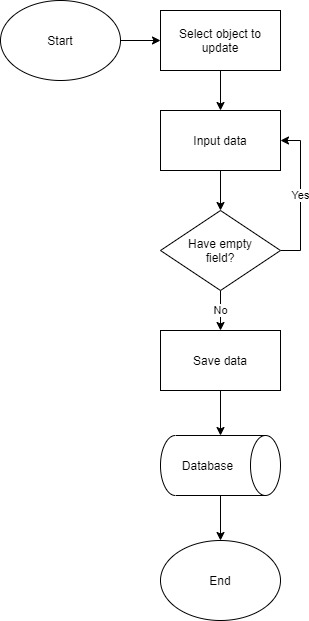 Start
Select object to
update
Input data
Yes
Have empty
field?
No
Save data
Database
End